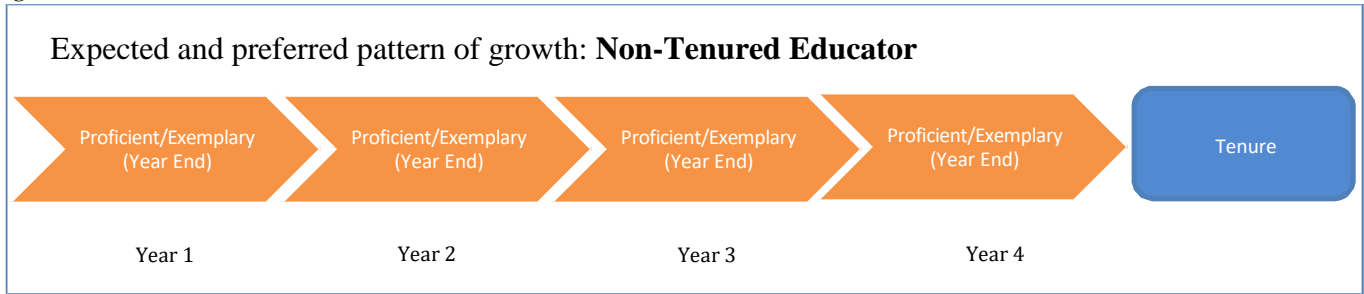 Expected and preferred pattern of growth: Non-Tenured Educator
Proficient/Exemplary
(Year End)
Proficient/Exemplary
(Year End)
Proficient/Exemplary
(Year End)
Proficient/Exemplary
(Year End)
Tenure
Year 1
Year 2
Year 3
Year 4